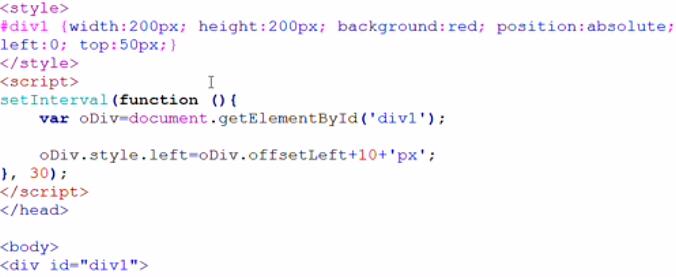 <style>
#div1 {width:200px; height:200px; background:red; position:absolute;
left:0; top:50px;}
</style>
<script>
setInterval(function (){
    var oDiv=document.getElementById('div1');

    oDiv.style.left=oDiv.offsetLeft+10+'px';
}, 30);
</script>
</head>

<body>
<div id="div1">